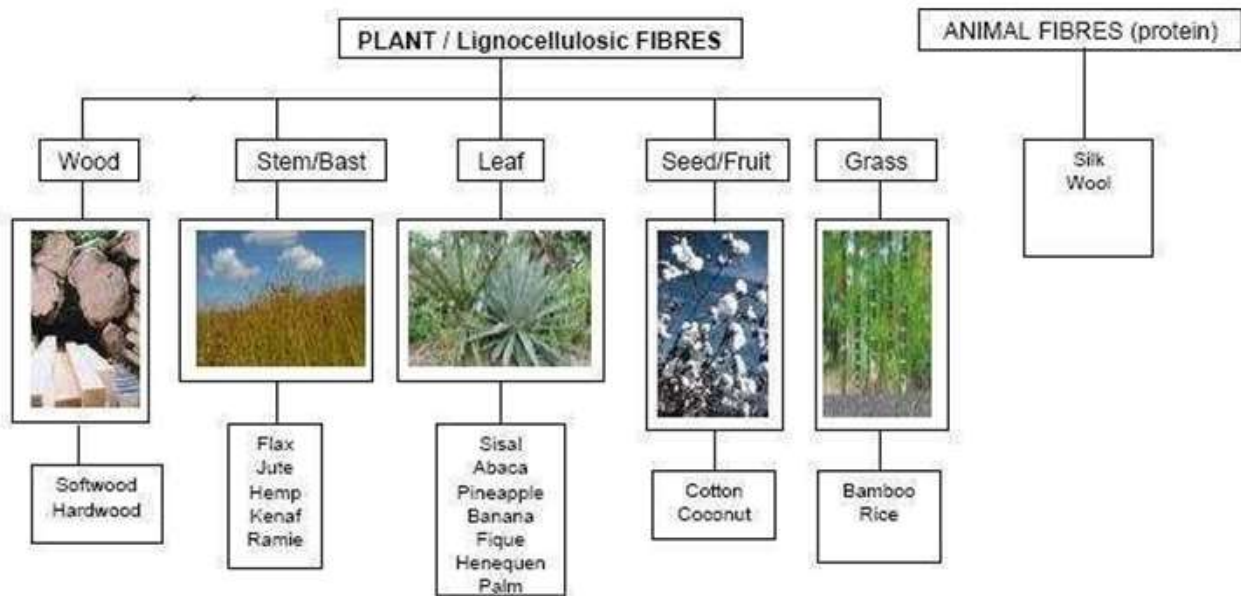 PLANT / Lignocellulosic FIBRES
ANIMAL FIBRES (protein)
Wood
Stem/Bast
Leaf
Seed/Fruit
Grass
Silk
Wool
Softwood
Hardwood
Flax
Jute
Hemp
Kenaf
Ramie
Sisal
Abaca
Pineapple
Banana
Fique
Henequen
Palm
Cotton
Coconut
Bamboo
Rice